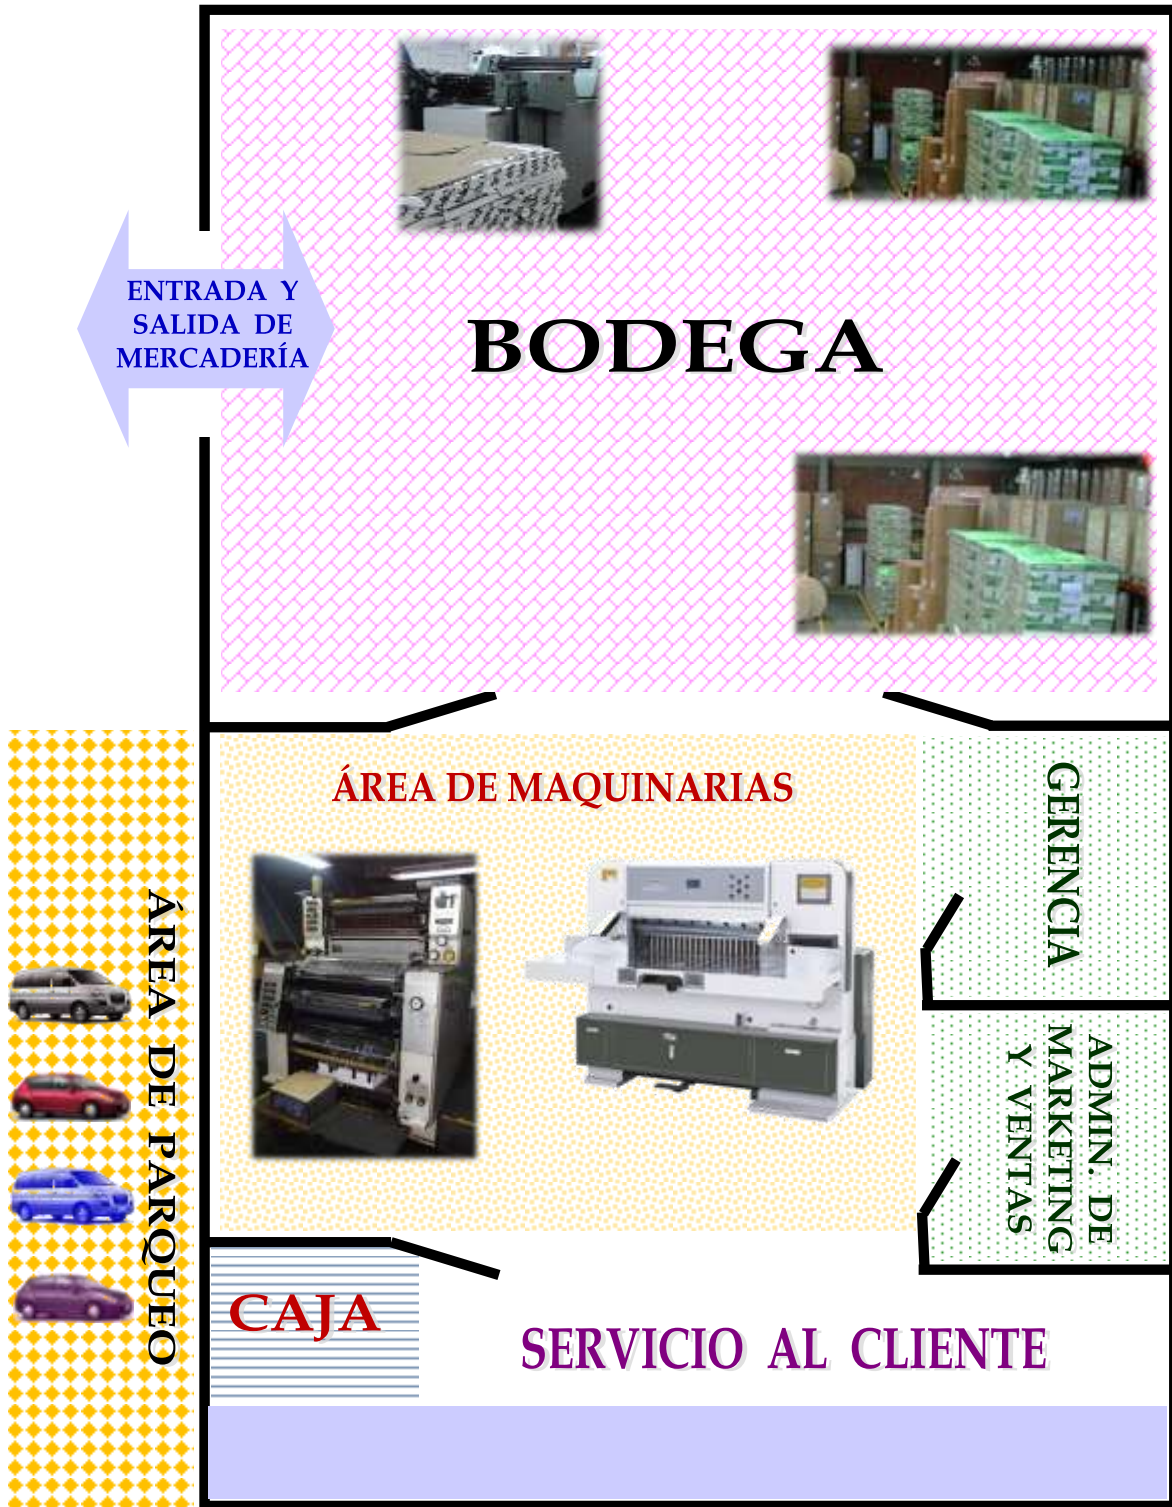 ENTRADA Y
SALIDA DE
MERCADERÍA
BODEGA
ÁREA DE MAQUINARIAS
GERENCIA
ADMIN. DE
MARKETING
Y VENTAS
ÁREA DE PARQUEO
CAJA
SERVICIO AL CLIENTE